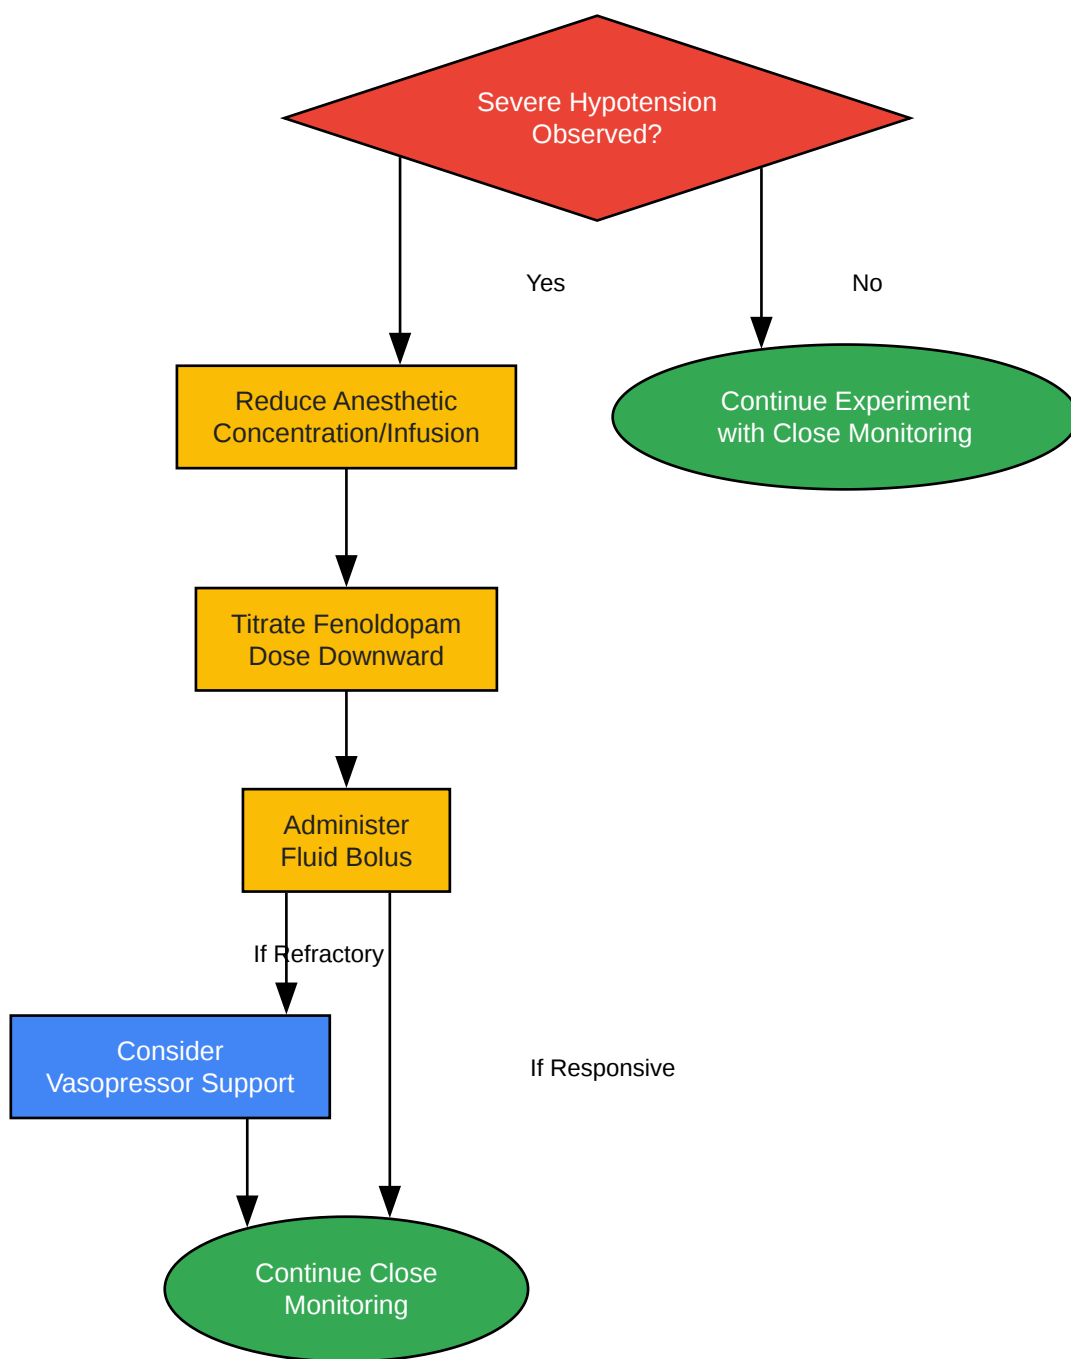 Severe Hypotension
Observed?
Yes
No
Reduce Anesthetic
Concentration/Infusion
Continue Experiment
with Close Monitoring
Titrate Fenoldopam
Dose Downward
Administer
Fluid Bolus
If Refractory
Consider
Vasopressor Support
If Responsive
Continue Close
Monitoring